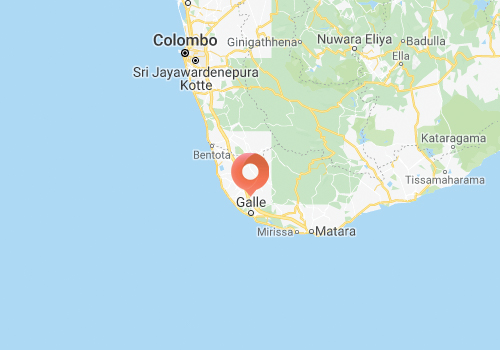 Colombo
Ginigathhena
Nuwara Eliya
Badulla
Ella
Sri Jayawardenepura
Kotte
Kataragama
Bentota
Tissamaharama
Galle
Mirissa
Matara